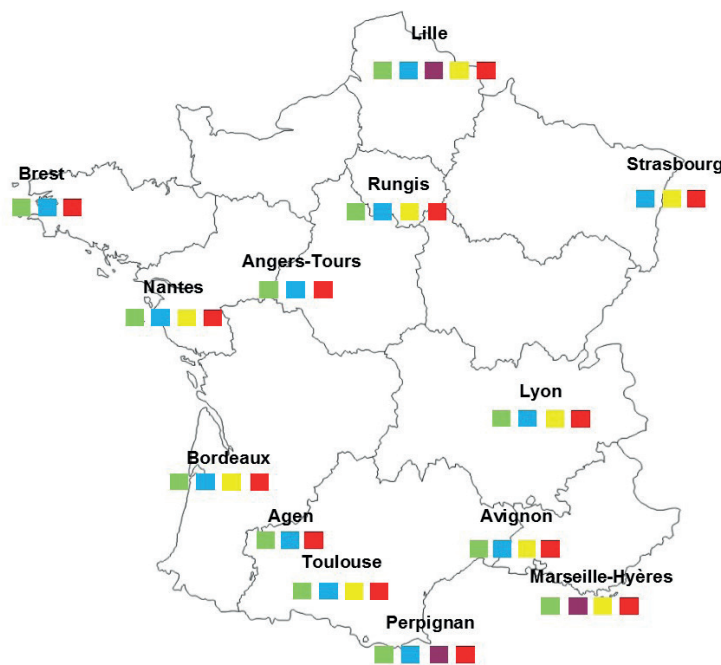 Lille
Brest
Strasbourg
Rungis
Angers-Tours
Nantes
Lyon
Bordeaux
Agen
Avignon
Toulouse
Marseille-Hyères
Perpignan